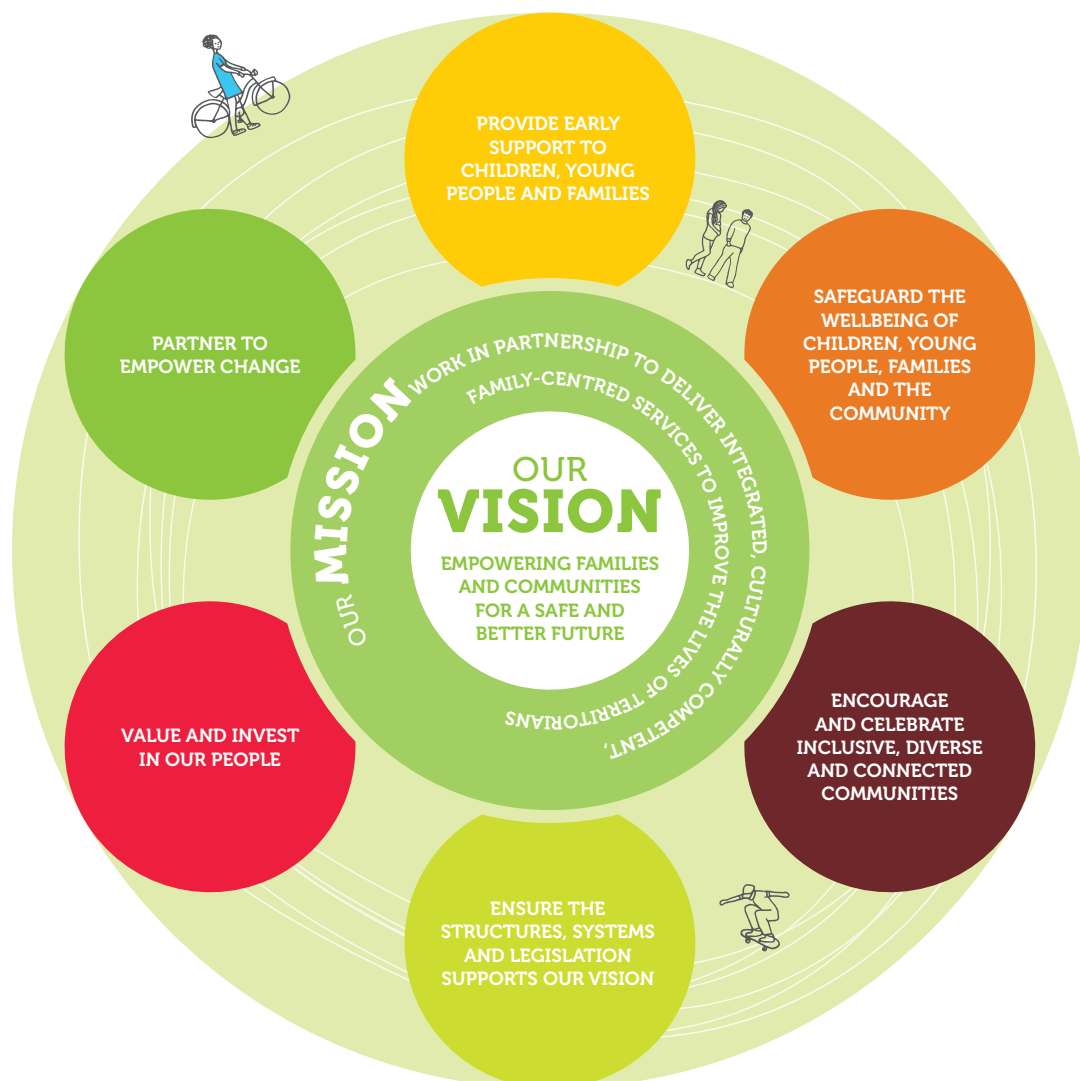 PROVIDE EARLY
SUPPORT TO
CHILDREN, YOUNG
PEOPLE AND FAMILIES
SAFEGUARD THE
WELLBEING OF
CHILDREN, YOUNG
PEOPLE, FAMILIES
AND THE
COMMUNITY
PARTNER TO
EMPOWER CHANGE
OUR MISSION WORK IN PARTNERSHIP TO DELIVER INTEGRATED, CULTURALLY COMPETENT,
FAMILY-CENTRED SERVICES TO IMPROVE THE LIVES OF TERRITORIANS
OUR
VISION
EMPOWERING FAMILIES
AND COMMUNITIES
FOR A SAFE AND
BETTER FUTURE
VALUE AND INVEST
IN OUR PEOPLE
ENCOURAGE
AND CELEBRATE
INCLUSIVE, DIVERSE
AND CONNECTED
COMMUNITIES
ENSURE THE
STRUCTURES, SYSTEMS
AND LEGISLATION
SUPPORTS OUR VISION